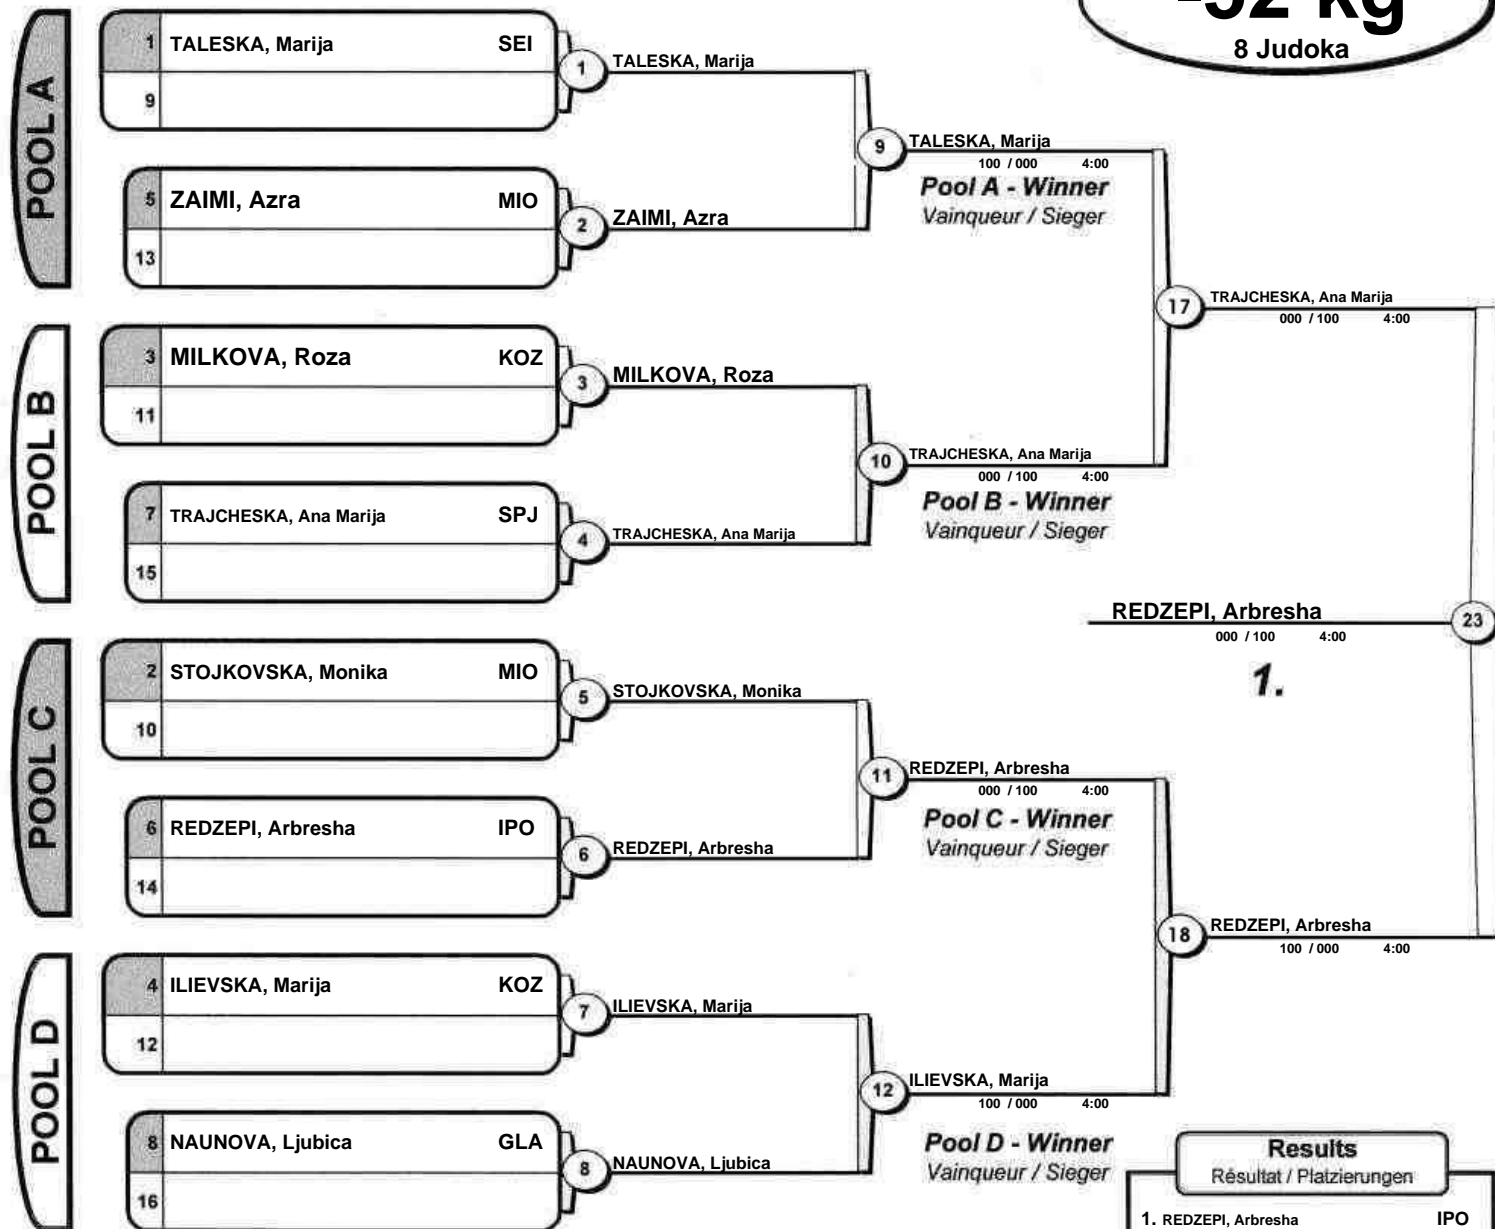 -52 kg
8 Judoka
POOL A
1 TALESKA, Marija SEI
9
1 TALESKA, Marija
5 ZAIMI, Azra MIO
13
2 ZAIMI, Azra
9 TALESKA, Marija
100 / 000 4:00
Pool A - Winner
Vainqueur / Sieger
POOL B
3 MILKOVA, Roza KOZ
11
3 MILKOVA, Roza
7 TRAJCHESKA, Ana Marija SPJ
15
4 TRAJCHESKA, Ana Marija
10 TRAJCHESKA, Ana Marija
000 / 100 4:00
Pool B - Winner
Vainqueur / Sieger
17 TRAJCHESKA, Ana Marija
000 / 100 4:00
REDZEPI, Arbresha 23
000 / 100 4:00
1.
POOL C
2 STOJKOVSKA, Monika MIO
10
5 STOJKOVSKA, Monika
6 REDZEPI, Arbresha IPO
14
6 REDZEPI, Arbresha
11 REDZEPI, Arbresha
000 / 100 4:00
Pool C - Winner
Vainqueur / Sieger
18 REDZEPI, Arbresha
100 / 000 4:00
POOL D
4 ILIEVSKA, Marija KOZ
12
7 ILIEVSKA, Marija
8 NAUNOVA, Ljubica GLA
16
8 NAUNOVA, Ljubica
12 ILIEVSKA, Marija
100 / 000 4:00
Pool D - Winner
Vainqueur / Sieger
Results
Résultat / Platzierungen
1. REDZEPI, Arbresha IPO